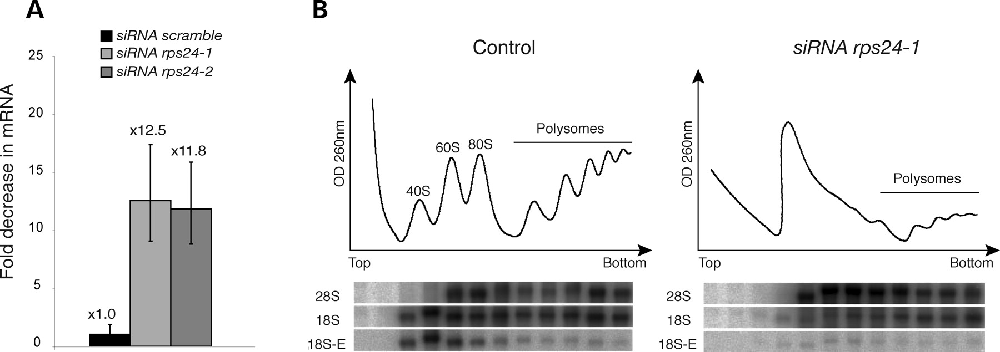 A
siRNA scramble
siRNA rps24-1
siRNA rps24-2
Fold decrease in mRNA
25
20
15
10
5
0
x1.0
x12.5
x11.8
B
Control
OD 260nm
40S
60S
80S
Polysomes
Top
Bottom
28S
18S
18S-E
siRNA rps24-1
OD 260nm
Polysomes
Top
Bottom
28S
18S
18S-E